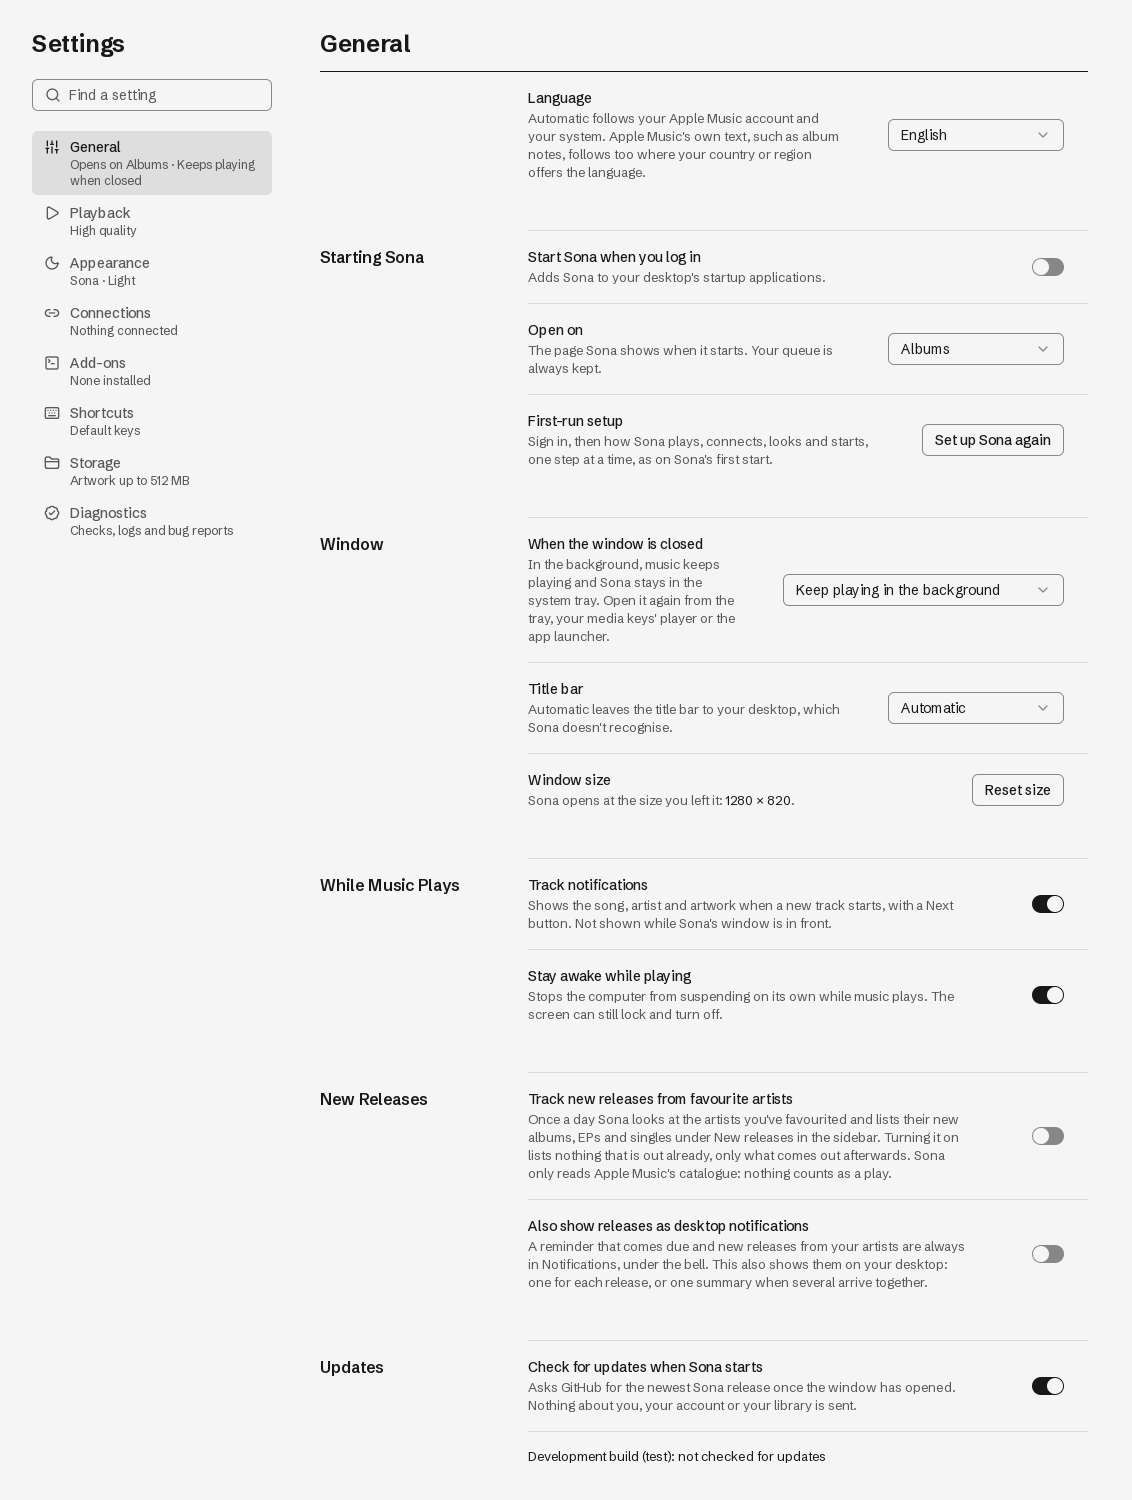 Settings
Find a setting
General
Opens on Albums · Keeps playing
when closed
Playback
High quality
Appearance
Sona · Light
Connections
Nothing connected
Add-ons
None installed
Shortcuts
Default keys
Storage
Artwork up to 512 MB
Diagnostics
Checks, logs and bug reports
General
Language
Automatic follows your Apple Music account and
your system. Apple Music's own text, such as album
notes, follows too where your country or region
offers the language.
English
Starting Sona
Start Sona when you log in
Adds Sona to your desktop's startup applications.
Open on
The page Sona shows when it starts. Your queue is
always kept.
Albums
First-run setup
Sign in, then how Sona plays, connects, looks and starts,
one step at a time, as on Sona's first start.
Set up Sona again
Window
When the window is closed
In the background, music keeps
playing and Sona stays in the
system tray. Open it again from the
tray, your media keys' player or the
app launcher.
Keep playing in the background
Title bar
Automatic leaves the title bar to your desktop, which
Sona doesn't recognise.
Automatic
Window size
Sona opens at the size you left it: 1280 × 820.
Reset size
While Music Plays
Track notifications
Shows the song, artist and artwork when a new track starts, with a Next
button. Not shown while Sona's window is in front.
Stay awake while playing
Stops the computer from suspending on its own while music plays. The
screen can still lock and turn off.
New Releases
Track new releases from favourite artists
Once a day Sona looks at the artists you've favourited and lists their new
albums, EPs and singles under New releases in the sidebar. Turning it on
lists nothing that is out already, only what comes out afterwards. Sona
only reads Apple Music's catalogue: nothing counts as a play.
Also show releases as desktop notifications
A reminder that comes due and new releases from your artists are always
in Notifications, under the bell. This also shows them on your desktop:
one for each release, or one summary when several arrive together.
Updates
Check for updates when Sona starts
Asks GitHub for the newest Sona release once the window has opened.
Nothing about you, your account or your library is sent.
Development build (test): not checked for updates